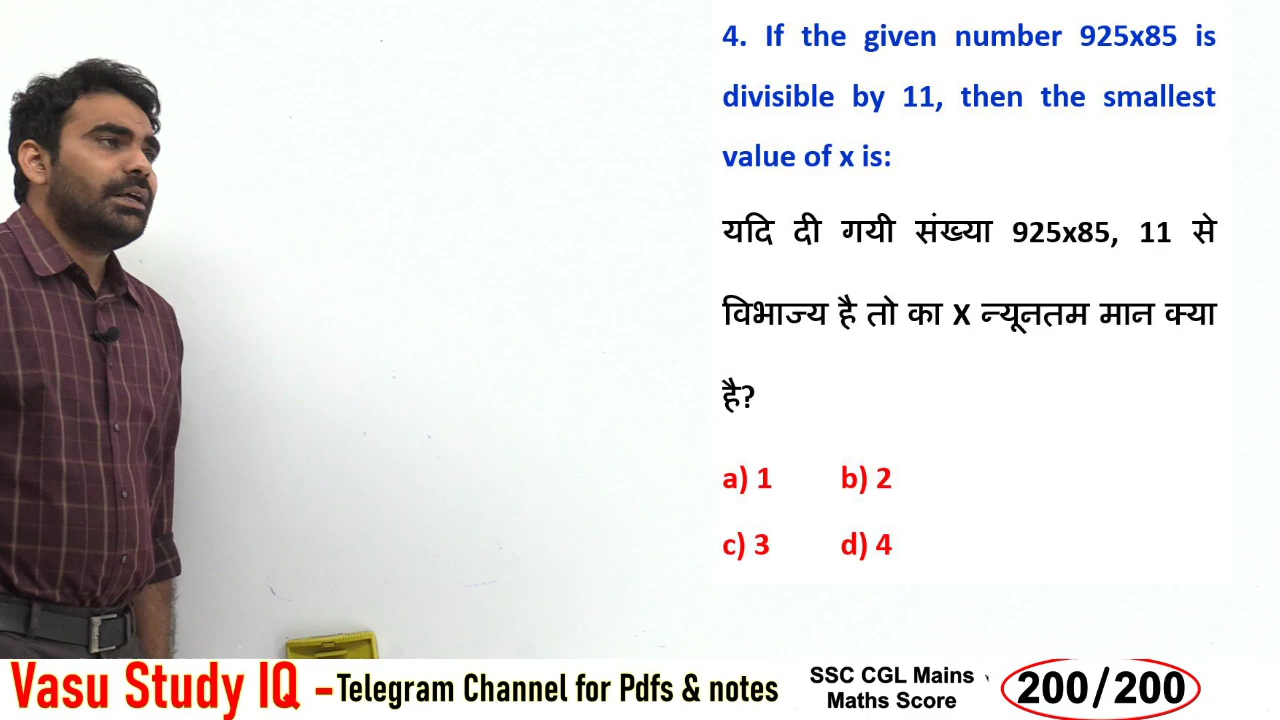 4. If the given number 925x85 is
divisible by 11, then the smallest
value of x is:
यदि दी गयी संख्या 925x85, 11 से
विभाज्य है तो का X न्यूनतम मान क्या
है?
a) 1 b) 2
c) 3 d) 4
Vasu Study IQ - Telegram Channel for Pdfs & notes
SSC CGL Mains
Maths Score
200/200